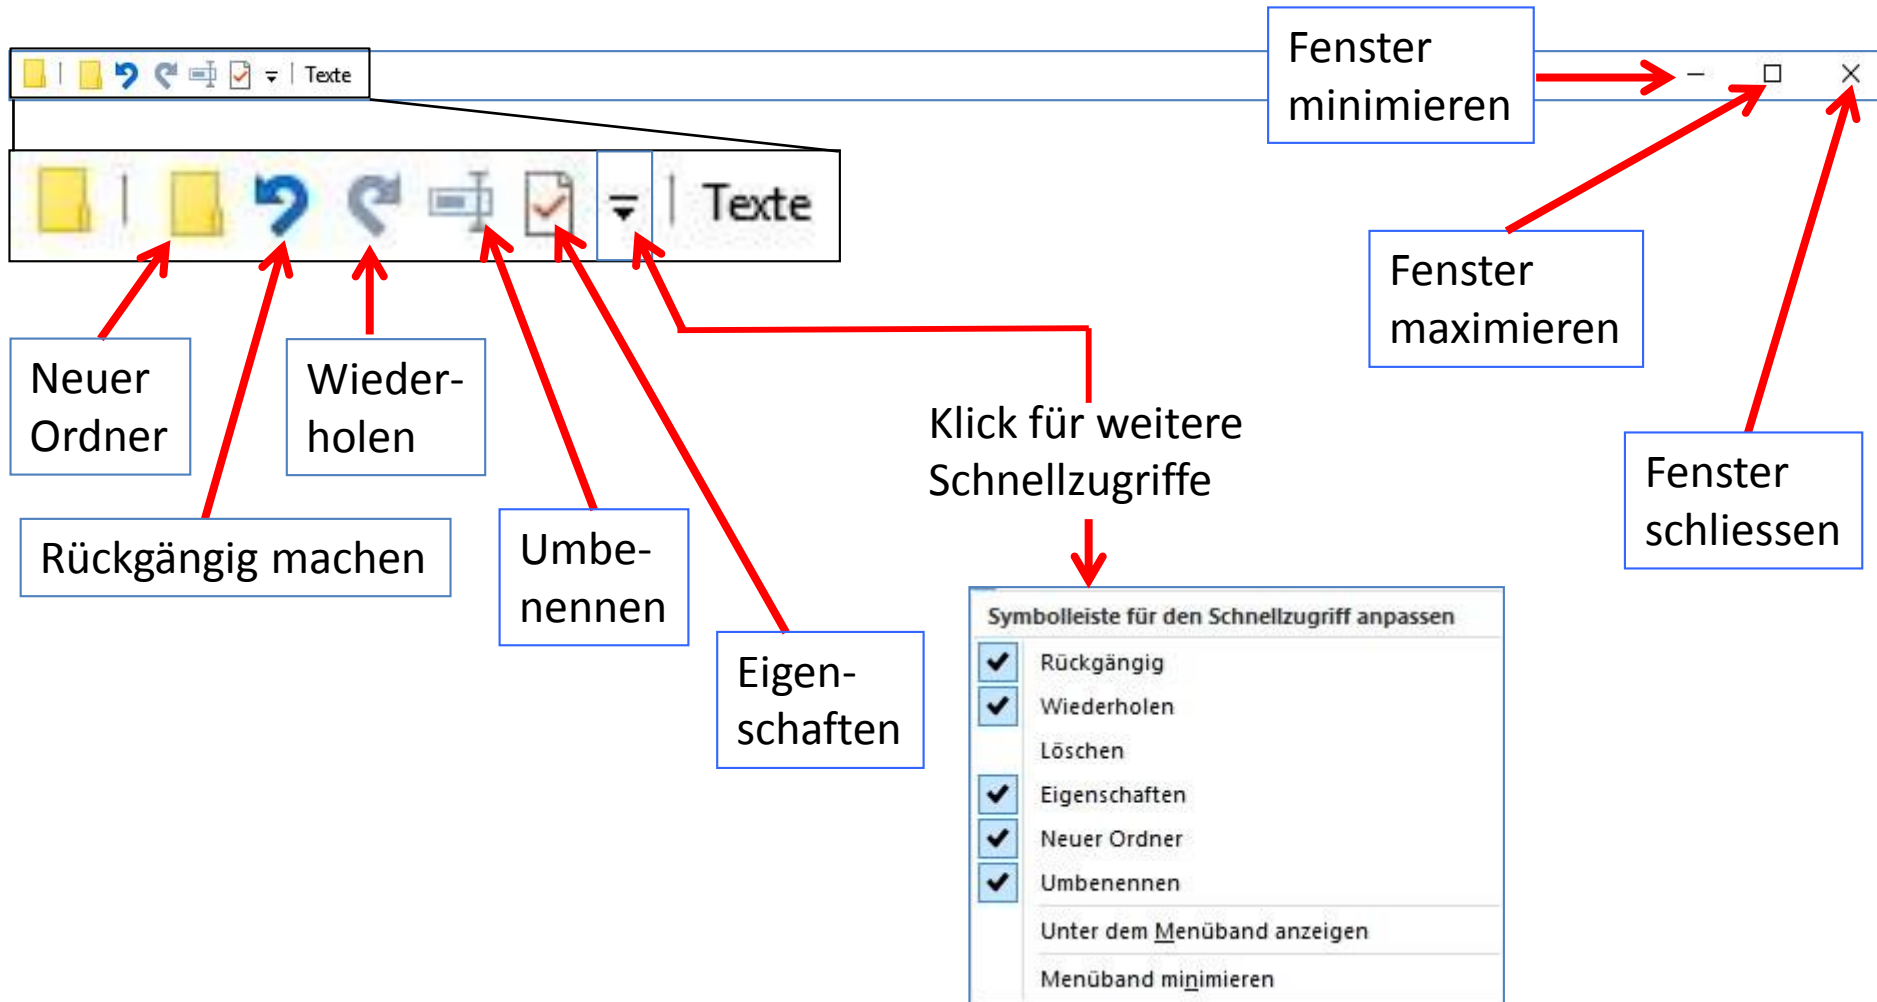 Texte
Fenster
minimieren
Texte
Fenster
maximieren
Neuer
Ordner
Wieder-
holen
Klick für weitere
Schnellzugriffe
Fenster
schliessen
Rückgängig machen
Umbe-
nennen
Eigen-
schaften
Symbolleiste für den Schnellzugriff anpassen
Rückgängig
Wiederholen
Löschen
Eigenschaften
Neuer Ordner
Umbenennen
Unter dem Menüband anzeigen
Menüband minimieren